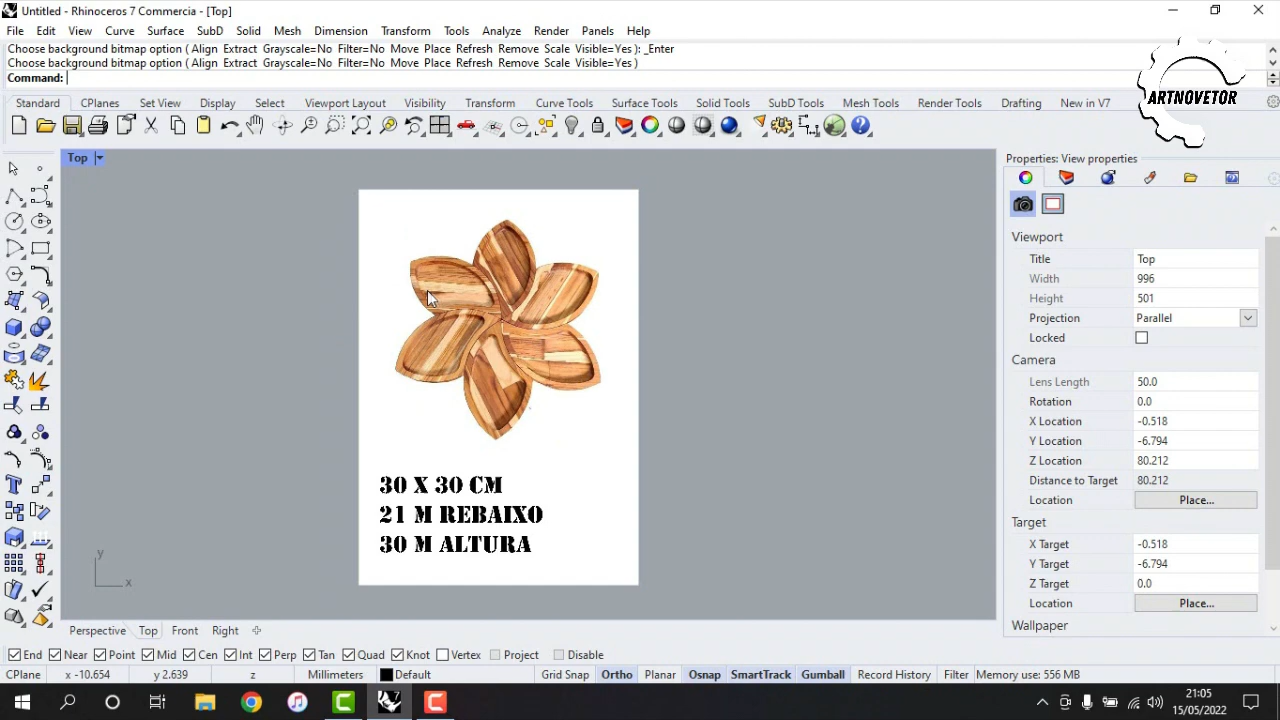 Untitled - Rhinoceros 7 Commercia - [Top]
File Edit View Curve Surface SubD Solid Mesh Dimension Transform Tools Analyze Render Panels Help
Choose background bitmap option ( Align Extract Grayscale=No Filter=No Move Place Refresh Remove Scale Visible=Yes ): _Enter
Choose background bitmap option ( Align Extract Grayscale=No Filter=No Move Place Refresh Remove Scale Visible=Yes )
Command:
ARTNOVETOR
Standard CPlanes Set View Display Select Viewport Layout Visibility Transform Curve Tools Surface Tools Solid Tools SubD Tools Mesh Tools Render Tools Drafting New in V7
Top
Properties: View properties
Viewport
Title Top
Width 996
Height 501
Projection Parallel
Locked
Camera
Lens Length 50.0
Rotation 0.0
X Location -0.518
Y Location -6.794
Z Location 80.212
Distance to Target 80.212
Location Place...
Target
X Target -0.518
Y Target -6.794
Z Target 0.0
Location Place...
Wallpaper
30 X 30 CM
21 M REBAIXO
30 M ALTURA
y
x
Perspective Top Front Right
End Near Point Mid Cen Int Perp Tan Quad Knot Vertex Project Disable
CPlane x -10.654 y 2.639 z Millimeters Default Grid Snap Ortho Planar Osnap SmartTrack Gumball Record History Filter Memory use: 556 MB
21:05
15/05/2022